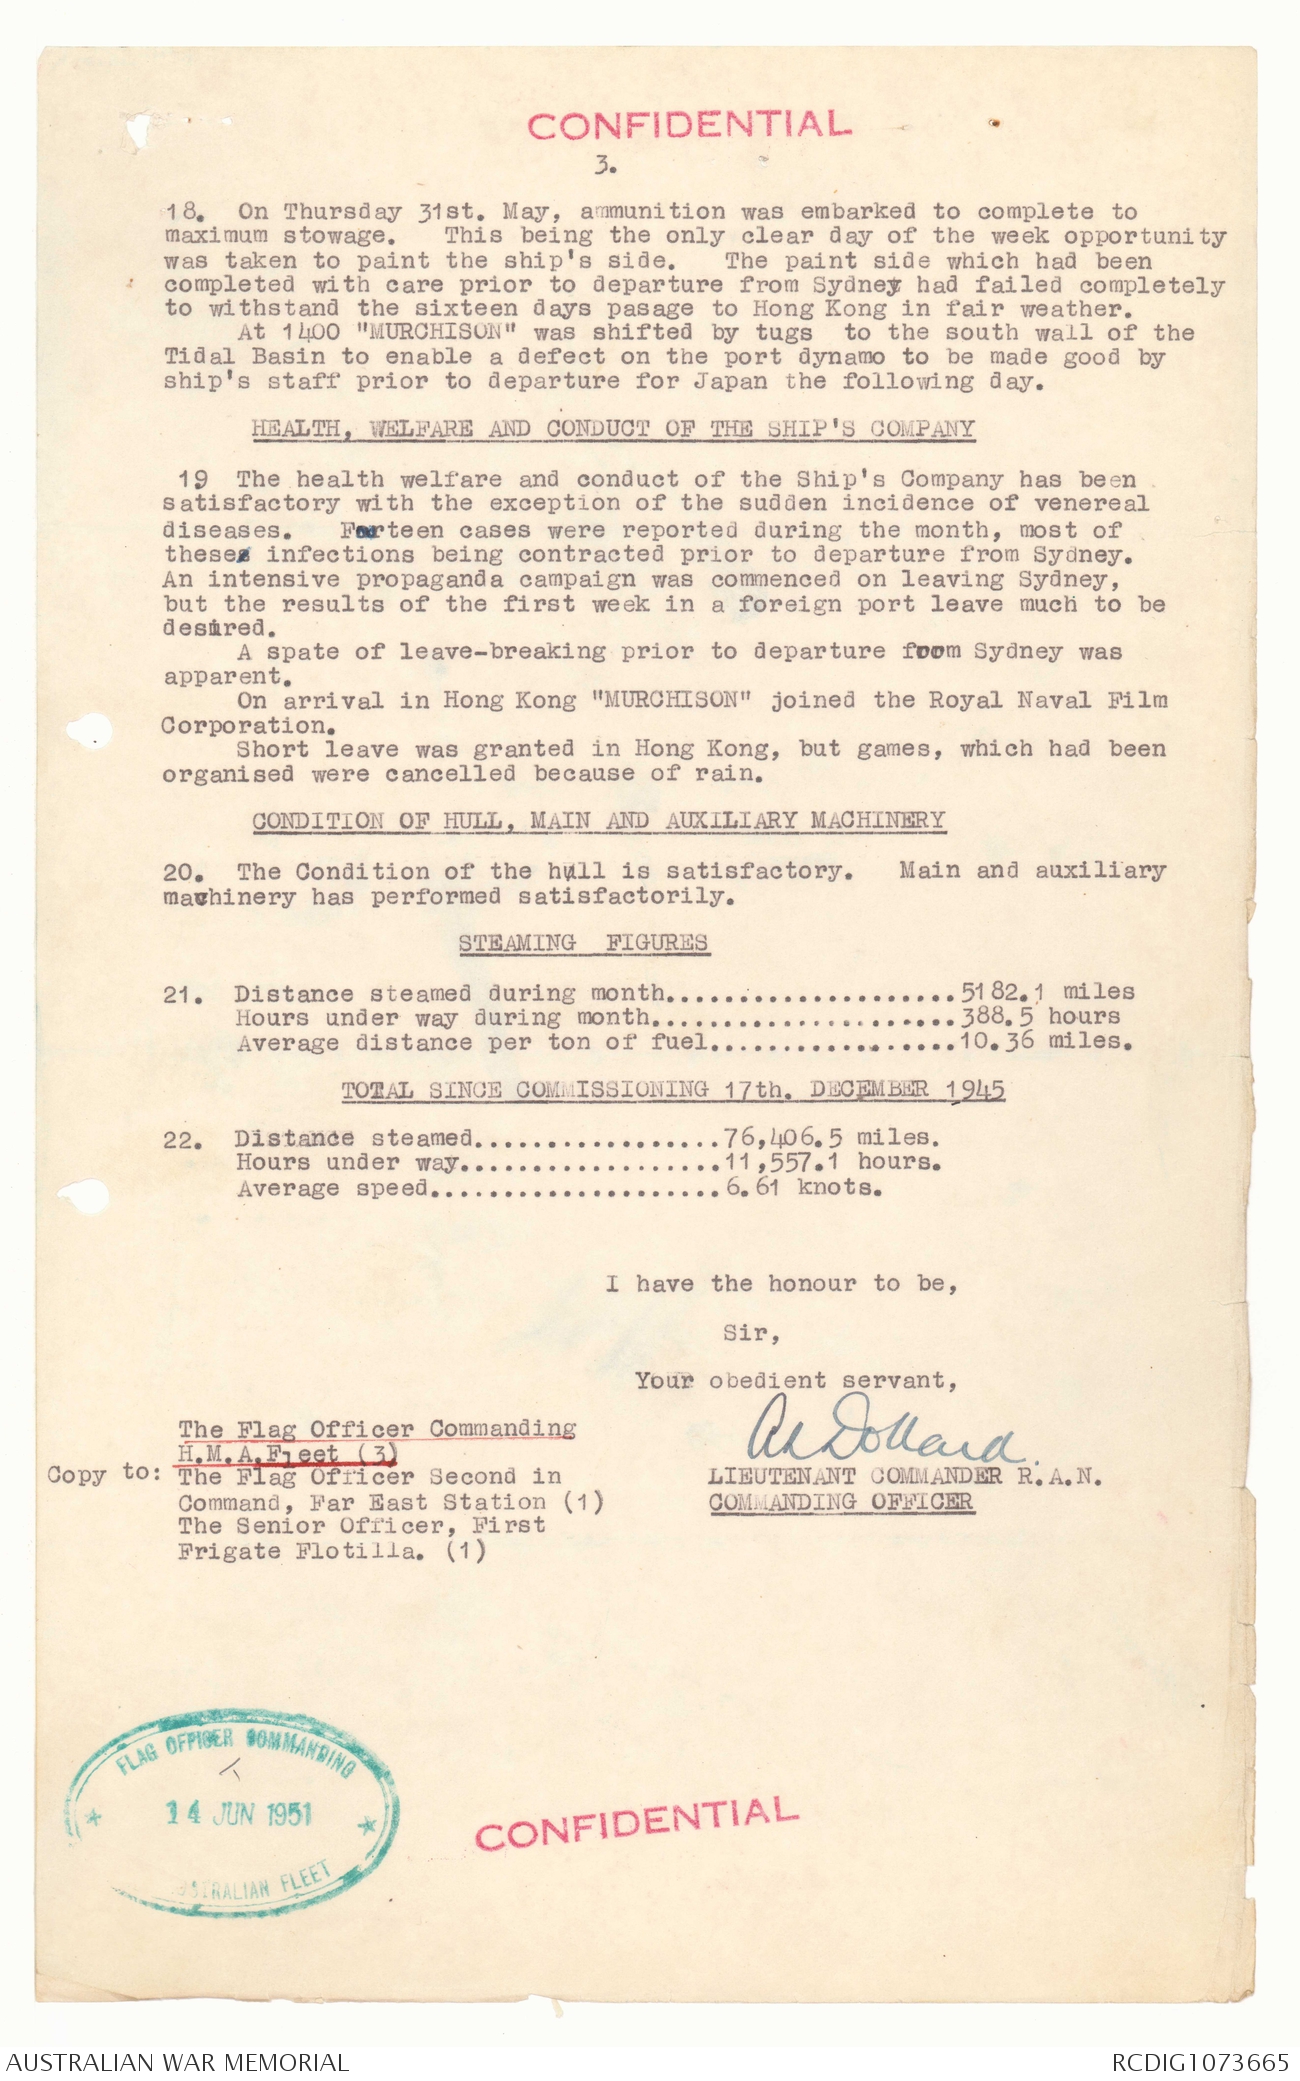 CONFIDENTIAL
3.
18. On Thursday 31st. May, ammunition was embarked to complete to
maximum stowage. This being the only clear day of the week opportunity
was taken to paint the ship's side. The paint side which had been
completed with care prior to departure from Sydney had failed completely
to withstand the sixteen days pasage to Hong Kong in fair weather.
At 1400 "MURCHISON" was shifted by tugs to the south wall of the
Tidal Basin to enable a defect on the port dynamo to be made good by
ship's staff prior to departure for Japan the following day.
HEALTH, WELFARE AND CONDUCT OF THE SHIP'S COMPANY
19 The health welfare and conduct of the Ship's Company has been
satisfactory with the exception of the sudden incidence of venereal
diseases. Fourteen cases were reported during the month, most of
these infections being contracted prior to departure from Sydney.
An intensive propaganda campaign was commenced on leaving Sydney,
but the results of the first week in a foreign port leave much to be
desired.
A spate of leave-breaking prior to departure from Sydney was
apparent.
On arrival in Hong Kong "MURCHISON" joined the Royal Naval Film
Corporation.
Short leave was granted in Hong Kong, but games, which had been
organised were cancelled because of rain.
CONDITION OF HULL, MAIN AND AUXILIARY MACHINERY
20. The Condition of the hull is satisfactory. Main and auxiliary
machinery has performed satisfactorily.
STEAMING FIGURES
21. Distance steamed during month....................5182.1 miles
Hours under way during month.....................388.5 hours
Average distance per ton of fuel.................10.36 miles.
TOTAL SINCE COMMISSIONING 17th. DECEMBER 1945
22. Distance steamed.................76,406.5 miles.
Hours under way..................11,557.1 hours.
Average speed....................6.61 knots.
I have the honour to be,
Sir,
Your obedient servant,
A L Dollard.
LIEUTENANT COMMANDER R.A.N.
COMMANDING OFFICER
The Flag Officer Commanding
H.M.A.Fleet (3)
Copy to: The Flag Officer Second in
Command, Far East Station (1)
The Senior Officer, First
Frigate Flotilla. (1)
FLAG OFFICER COMMANDING
14 JUN 1951
AUSTRALIAN FLEET
CONFIDENTIAL
AUSTRALIAN WAR MEMORIAL
RCDIG1073665